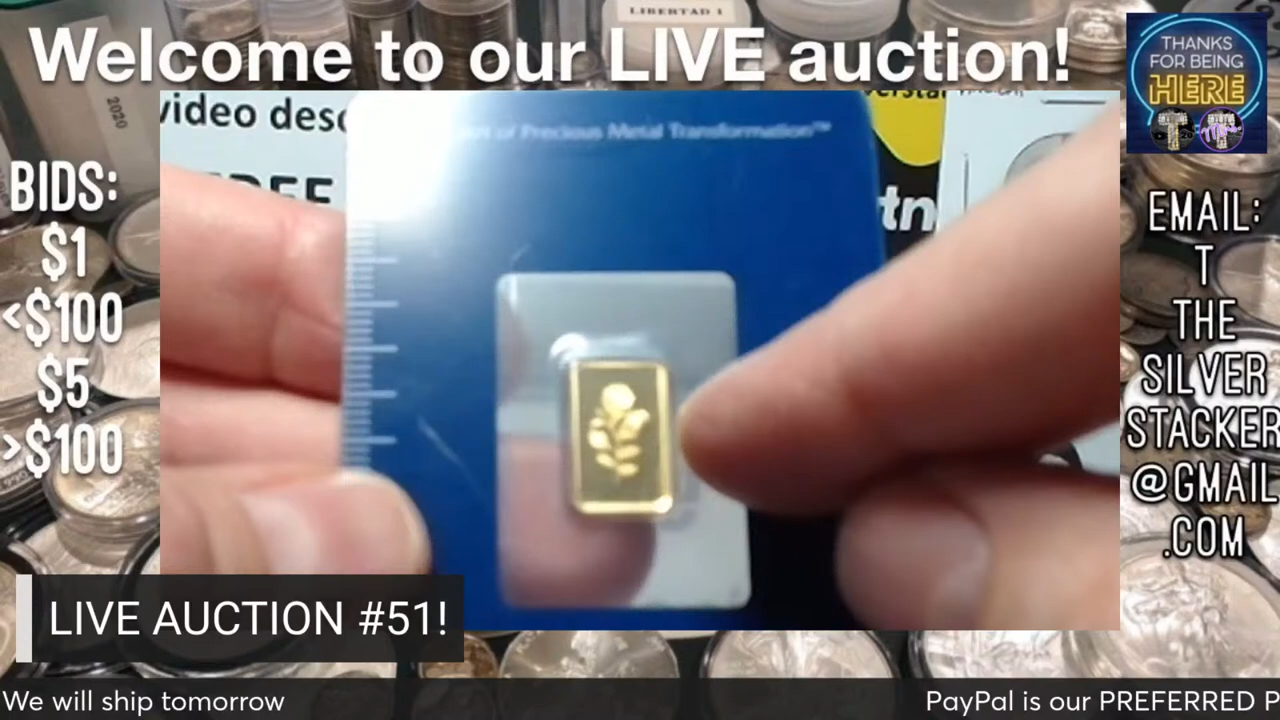 LIBERTAD 1
Welcome to our LIVE auction!
THANKS
FOR BEING
HERE
2020
video desc
of Precious Metal Transformation™
BIDS:
$1
<$100
$5
>$100
EMAIL:
T
THE
SILVER
STACKER
@GMAIL
.COM
LIVE AUCTION #51!
We will ship tomorrow
PayPal is our PREFERRED P